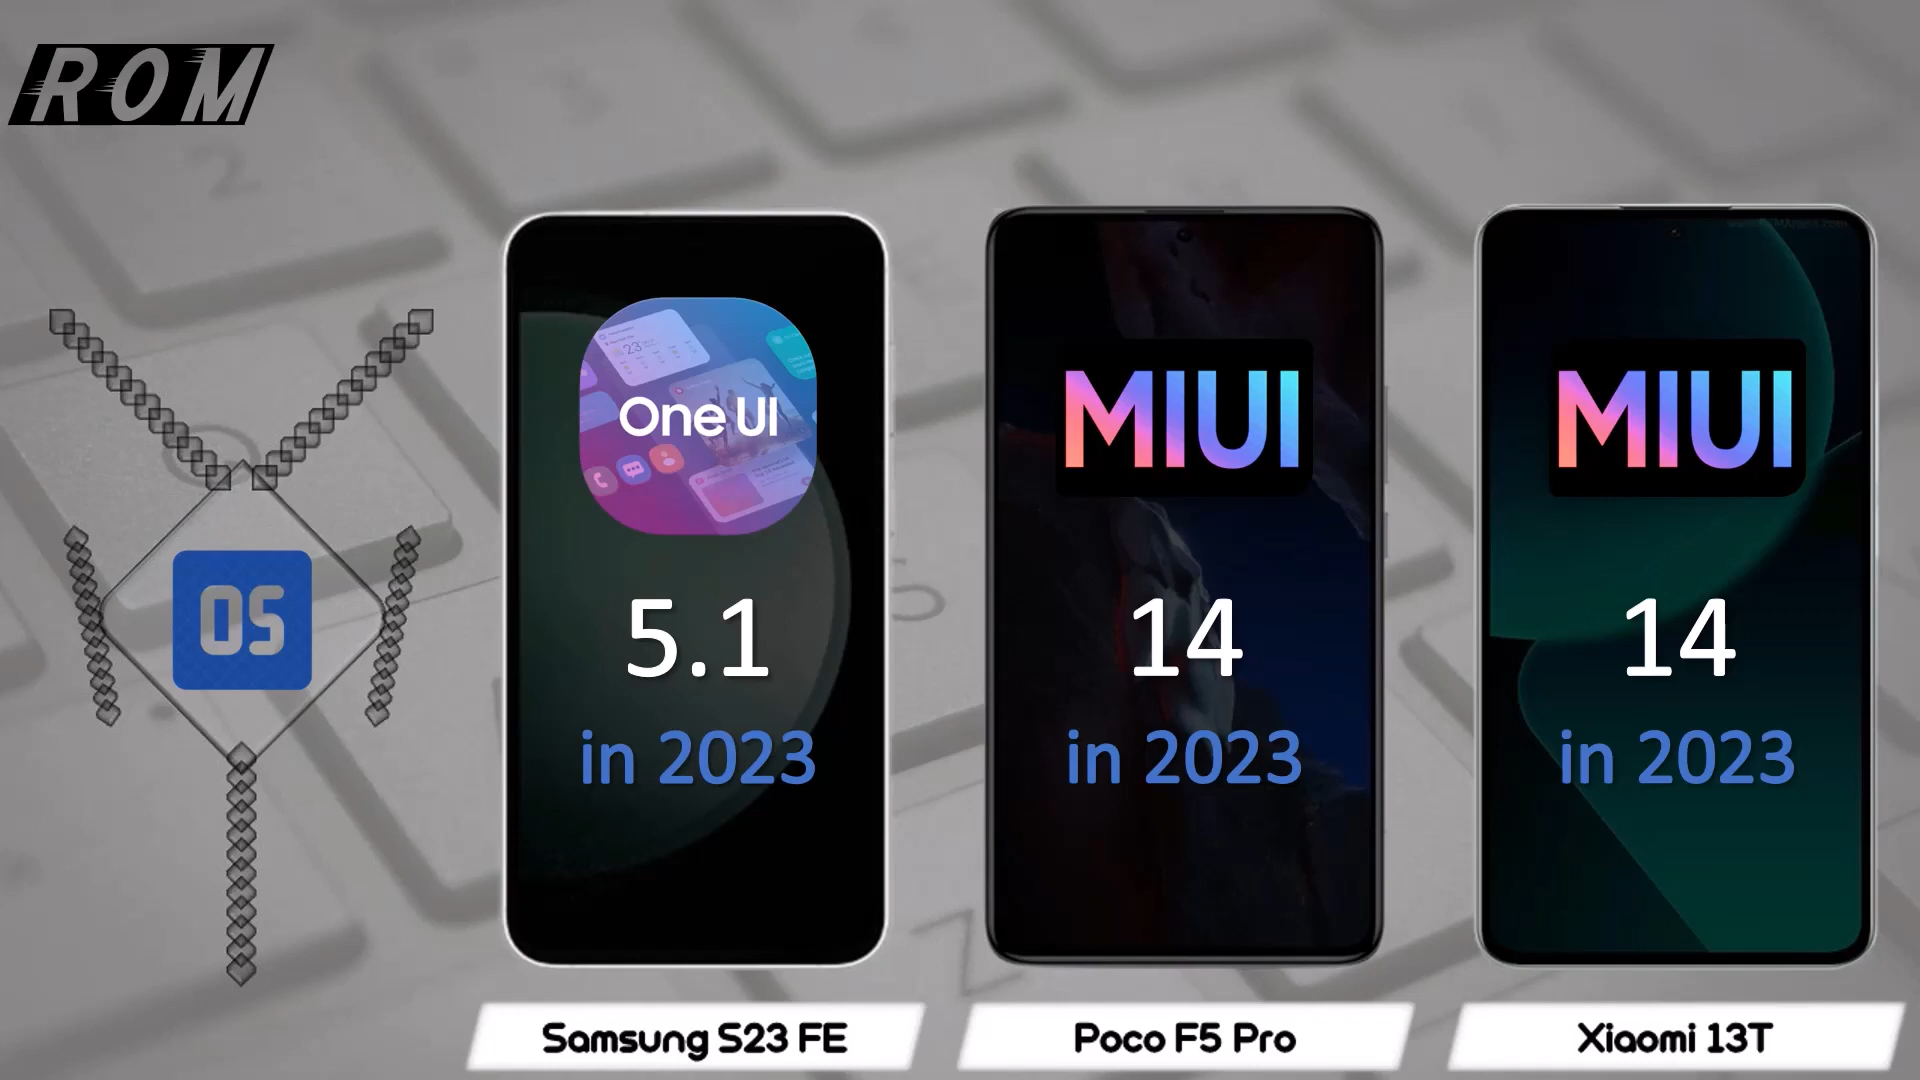 ROM
OS
One UI
5.1
in 2023
Samsung S23 FE
MIUI
14
in 2023
Poco F5 Pro
MIUI
14
in 2023
Xiaomi 13T